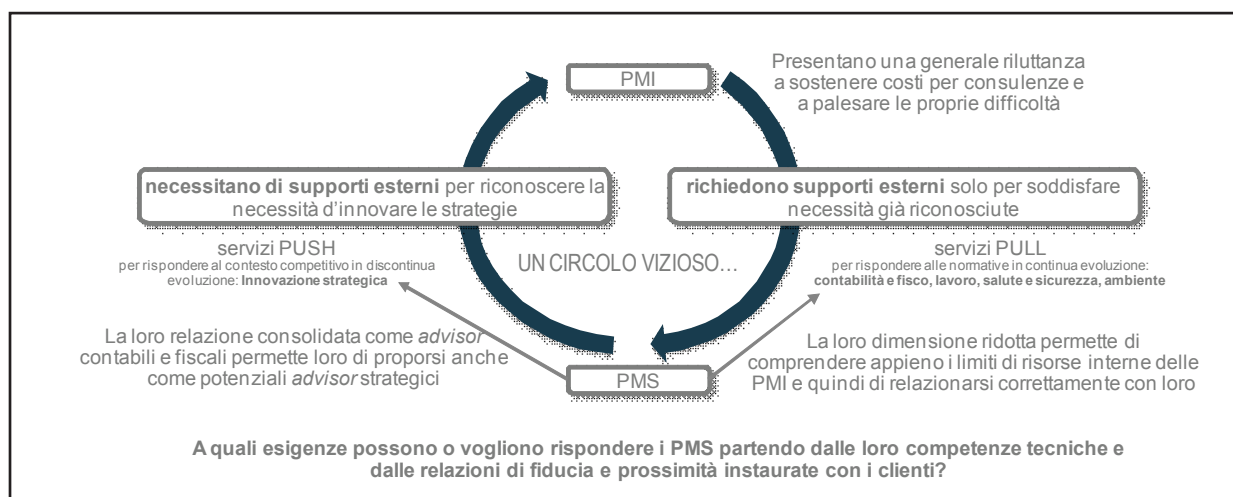 PMI
Presentano una generale riluttanza
a sostenere costi per consulenze e
a palesare le proprie difficoltà
necessitano di supporti esterni per riconoscere la
necessità d'innovare le strategie
richiedono supporti esterni solo per soddisfare
necessità già riconosciute
servizi PUSH
per rispondere al contesto competitivo in discontinua
evoluzione: Innovazione strategica
UN CIRCOLO VIZIOSO…
servizi PULL
per rispondere alle normative in continua evoluzione:
contabilità e fisco, lavoro, salute e sicurezza, ambiente
La loro relazione consolidata come advisor
contabili e fiscali permette loro di proporsi anche
come potenziali advisor strategici
PMS
La loro dimensione ridotta permette di
comprendere appieno i limiti di risorse interne delle
PMI e quindi di relazionarsi correttamente con loro
A quali esigenze possono o vogliono rispondere i PMS partendo dalle loro competenze tecniche e
dalle relazioni di fiducia e prossimità instaurate con i clienti?